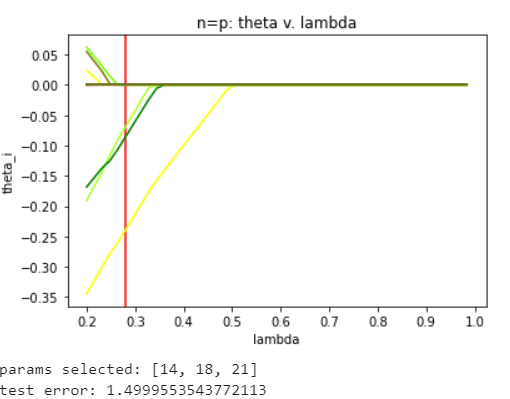 n=p: theta v. lambda
0.05
0.00
−0.05
−0.10
−0.15
−0.20
−0.25
−0.30
−0.35
theta_i
0.2 0.3 0.4 0.5 0.6 0.7 0.8 0.9 1.0
lambda
params selected: [14, 18, 21]
test error: 1.4999553543772113